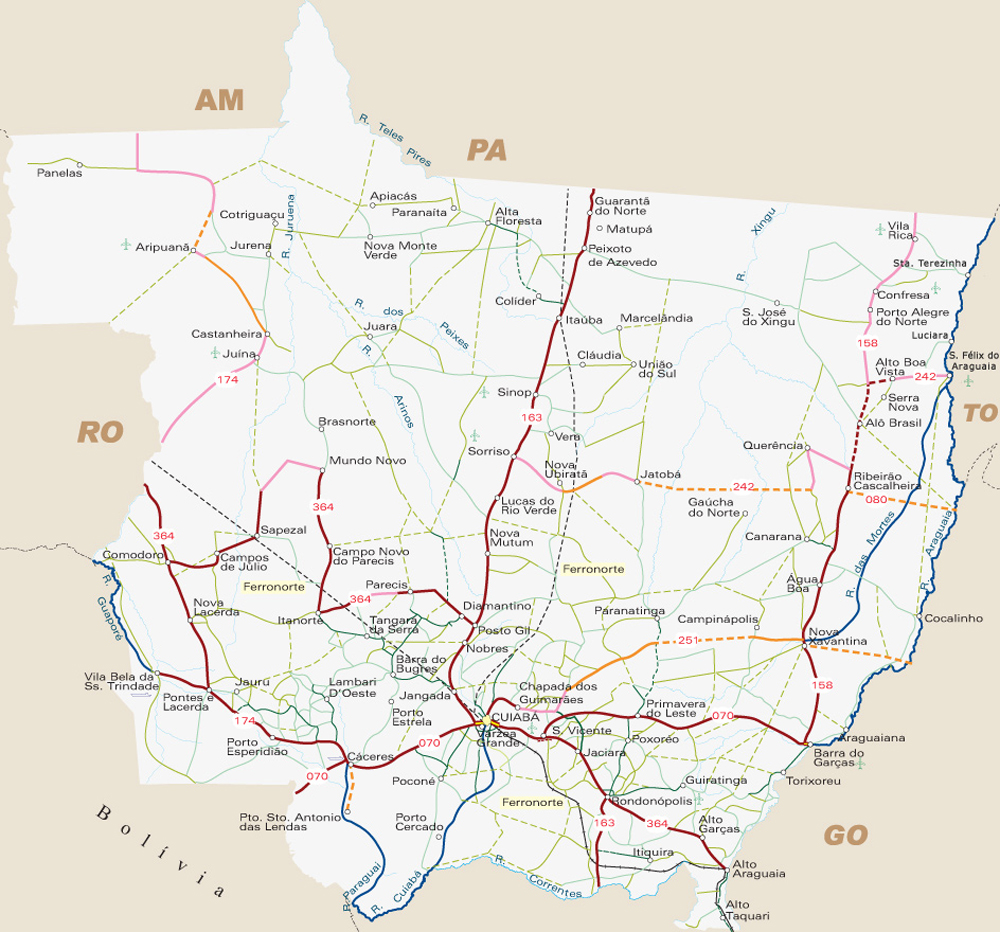 AM
PA
RO
TO
GO
Bolívia
R. Teles Pires
Panelas
Apiacás
Paranaíta
Cotriguaçu
R. Juruena
Alta
Floresta
Guarantã
do Norte
Matupá
R. Xingu
Vila
Rica
Aripuanã
Jurena
Nova Monte
Verde
Peixoto
de Azevedo
Sta. Terezinha
Colíder
Confresa
R. dos Peixes
S. José
do Xingu
Porto Alegre
do Norte
Castanheira
Juara
Itaúba
Marcelândia
Luciara
158
Juína
R. Arinos
Cláudia
União
do Sul
Alto Boa
Vista
S. Félix do
Araguaia
242
174
Sinop
Serra
Nova
163
Alô Brasil
Brasnorte
Vera
Querência
Mundo Novo
Sorriso
Nova
Ubiratã
Jatobá
242
Ribeirão
Cascalheira
080
364
Lucas do
Rio Verde
Gaúcha
do Norte
364
Sapezal
Nova
Mutum
Canarana
R. das Mortes
R. Araguaia
Comodoro
Campos
de Júlio
Campo Novo
do Parecis
Ferronorte
Ferronorte
Parecis
364
Água
Boa
R. Guaporé
Nova
Lacerda
Itanorte
Diamantino
Paranatinga
Campinápolis
Cocalinho
Tangara
da Serra
Posto Gil
251
Nova
Xavantina
Nobres
Barra do
Bugres
Vila Bela da
Ss. Trindade
Jaurú
Lambari
D'Oeste
Jangada
Chapada dos
Guimarães
158
Pontes e
Lacerda
Porto
Estrela
Primavera
do Leste
070
174
CUIABÁ
Várzea
Grande
S. Vicente
Poxoréo
Araguaiana
Porto
Esperidião
070
Jaciara
Barra do
Garças
Cáceres
070
Poconé
Guiratinga
Torixoreu
Ferronorte
Rondonópolis
Pto. Sto. Antonio
das Lendas
Porto
Cercado
163
364
Alto
Garças
Itiquira
R. Paraguai
R. Cuiabá
R. Correntes
Alto
Araguaia
Alto
Taquari